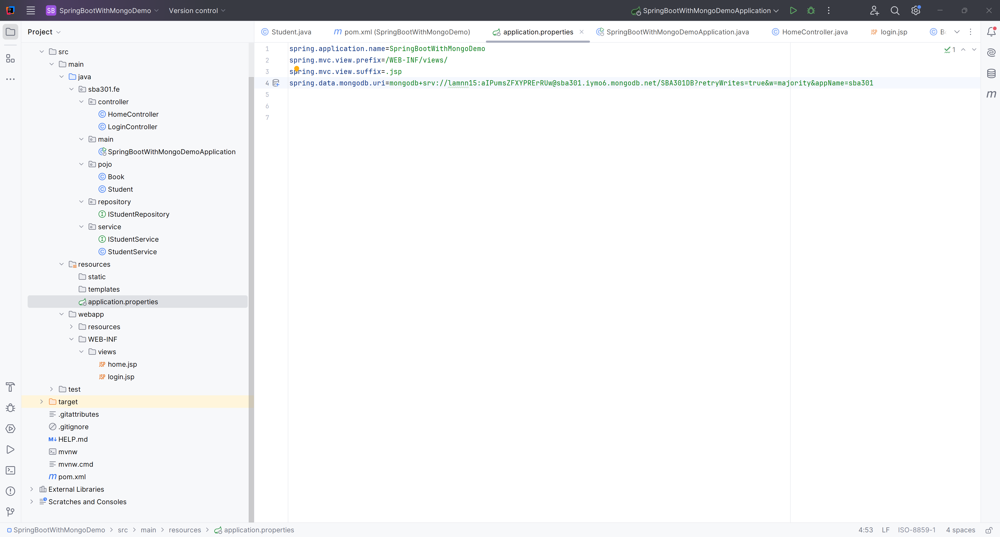 SB SpringBootWithMongoDemo Version control SpringBootWithMongoDemoApplication
Project
Student.java pom.xml (SpringBootWithMongoDemo) application.properties SpringBootWithMongoDemoApplication.java HomeController.java JSP login.jsp
src
main
java
sba301.fe
controller
HomeController
LoginController
main
SpringBootWithMongoDemoApplication
pojo
Book
Student
repository
IStudentRepository
service
IStudentService
StudentService
resources
static
templates
application.properties
webapp
resources
WEB-INF
views
JSP home.jsp
JSP login.jsp
test
target
.gitattributes
.gitignore
M↓ HELP.md
mvnw
mvnw.cmd
m pom.xml
External Libraries
Scratches and Consoles
1 spring.application.name=SpringBootWithMongoDemo
2 spring.mvc.view.prefix=/WEB-INF/views/
3 spring.mvc.view.suffix=.jsp
4 spring.data.mongodb.uri=mongodb+srv://lamnn15:aIPumsZFXYPRErRUw@sba301.iymo6.mongodb.net/SBA301DB?retryWrites=true&w=majority&appName=sba301
5
6
7
1
SpringBootWithMongoDemo > src > main > resources > application.properties
4:53 LF ISO-8859-1 4 spaces